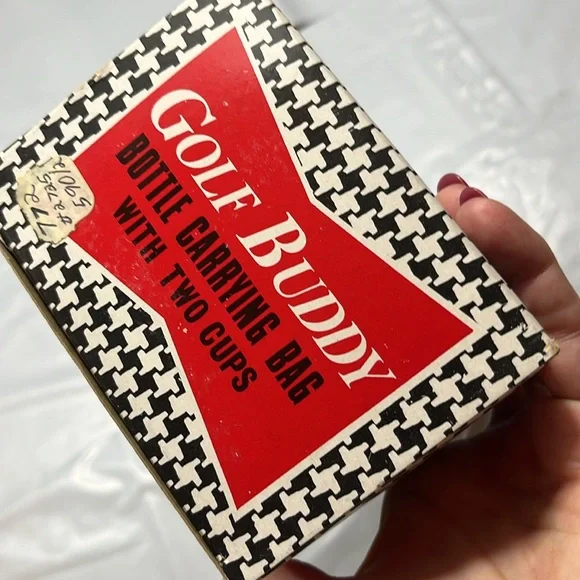 GOLF BUDDY
BOTTLE CARRYING BAG
WITH TWO CUPS